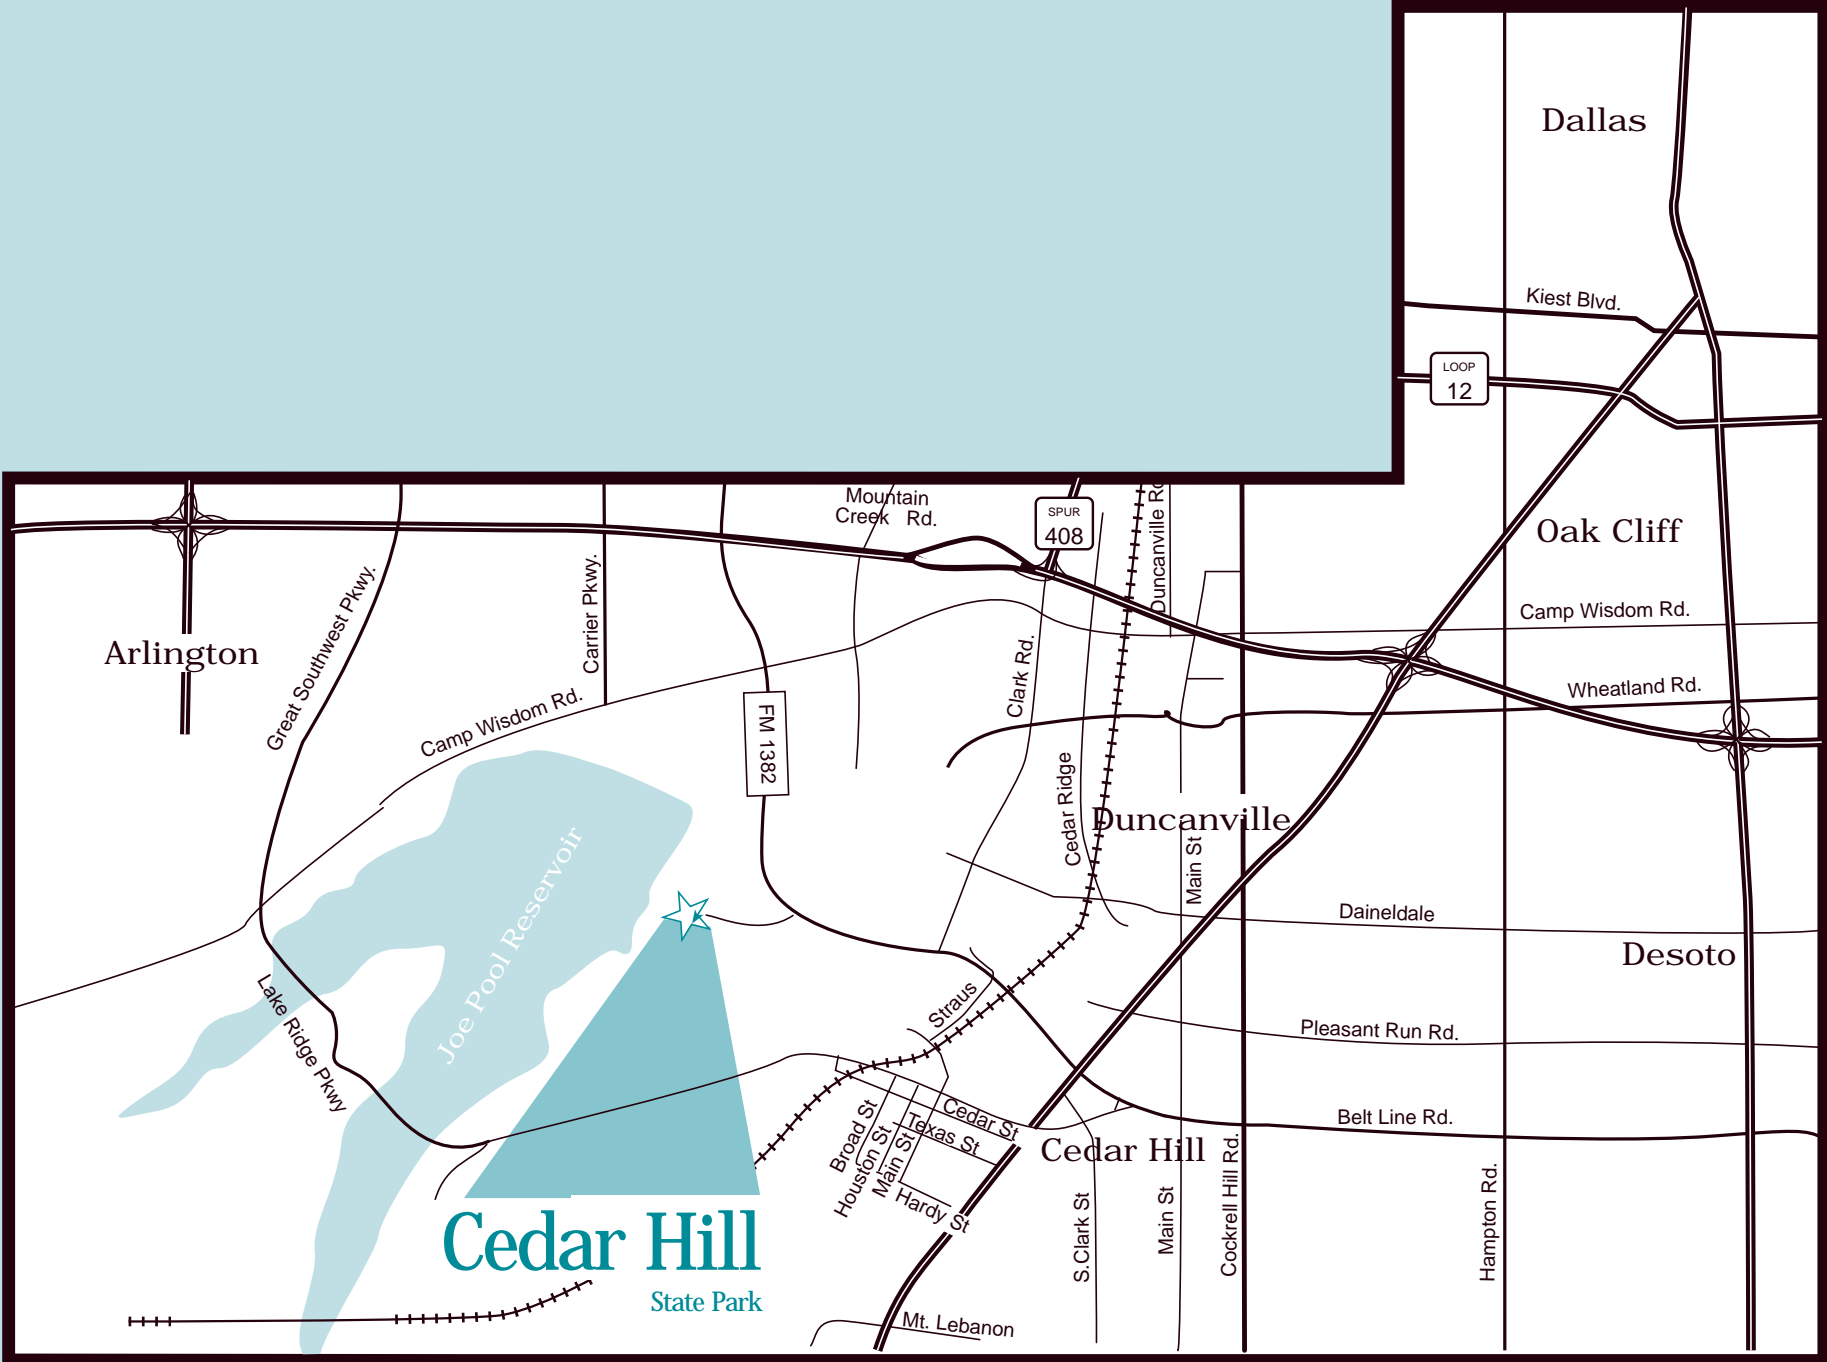 Dallas
Kiest Blvd.
LOOP
12
Mountain
Creek Rd.
SPUR
408
Duncanville Rd
Oak Cliff
Great Southwest Pkwy.
Carrier Pkwy.
Arlington
Camp Wisdom Rd.
Camp Wisdom Rd.
Clark Rd.
Wheatland Rd.
FM 1382
Cedar Ridge
Duncanville
Main St
Joe Pool Reservoir
Daineldale
Desoto
Lake Ridge Pkwy
Straus
Pleasant Run Rd.
Broad St
Houston St
Main St
Cedar St
Texas St
Hardy St
Belt Line Rd.
Cedar Hill
S.Clark St
Main St
Cockrell Hill Rd.
Hampton Rd.
Cedar Hill
State Park
Mt. Lebanon